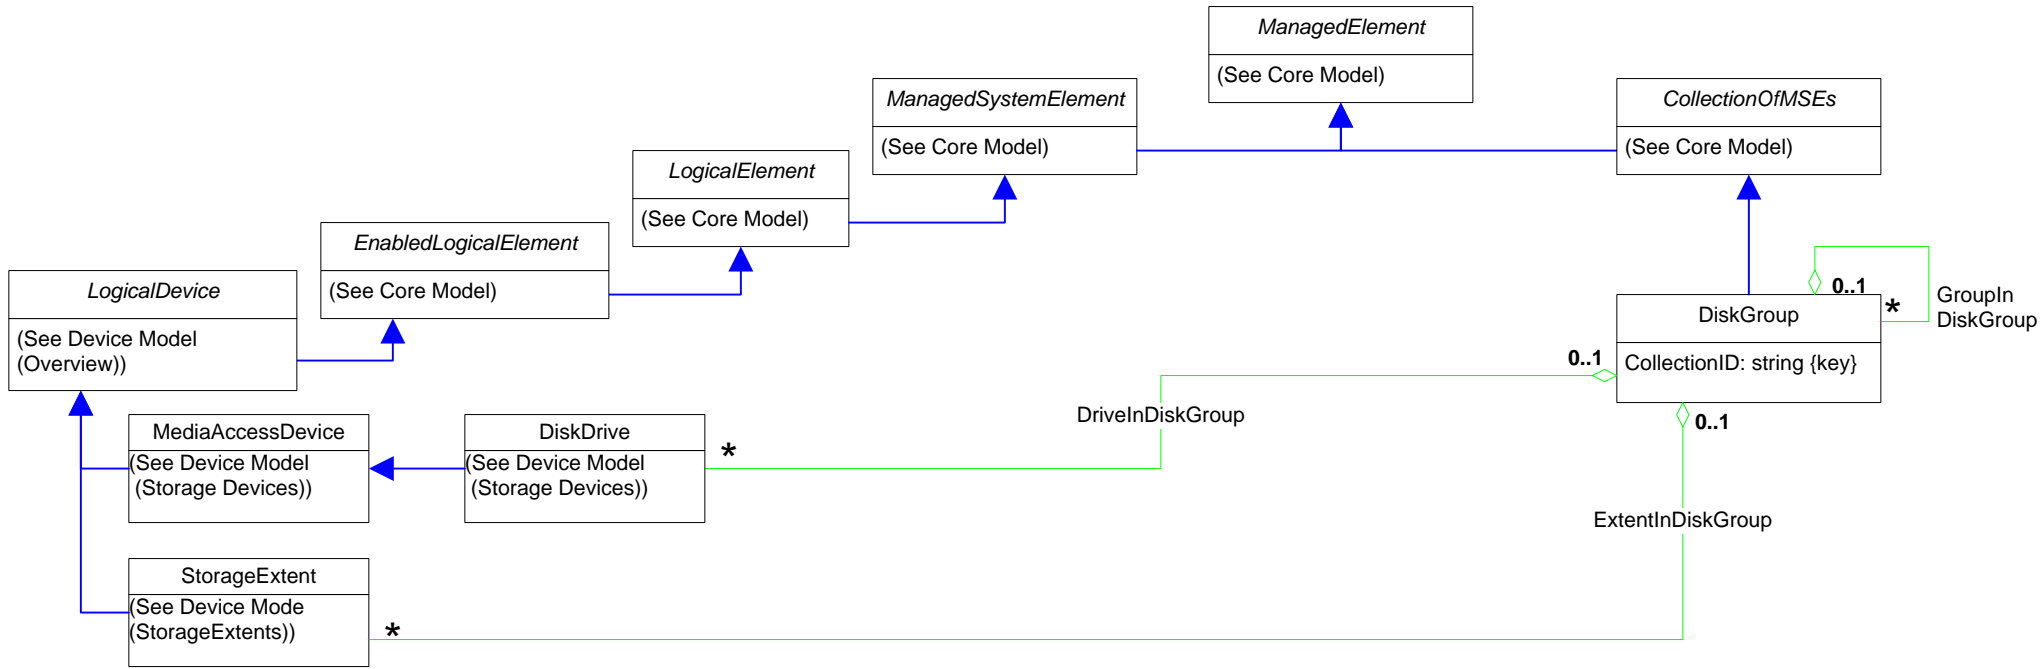 ManagedElement
(See Core Model)
ManagedSystemElement
(See Core Model)
CollectionOfMSEs
(See Core Model)
LogicalElement
(See Core Model)
EnabledLogicalElement
(See Core Model)
LogicalDevice
(See Device Model
(Overview))
0..1
*
GroupIn
DiskGroup
DiskGroup
CollectionID: string {key}
0..1
0..1
DriveInDiskGroup
MediaAccessDevice
(See Device Model
(Storage Devices))
DiskDrive
(See Device Model
(Storage Devices))
*
ExtentInDiskGroup
StorageExtent
(See Device Mode
(StorageExtents))
*